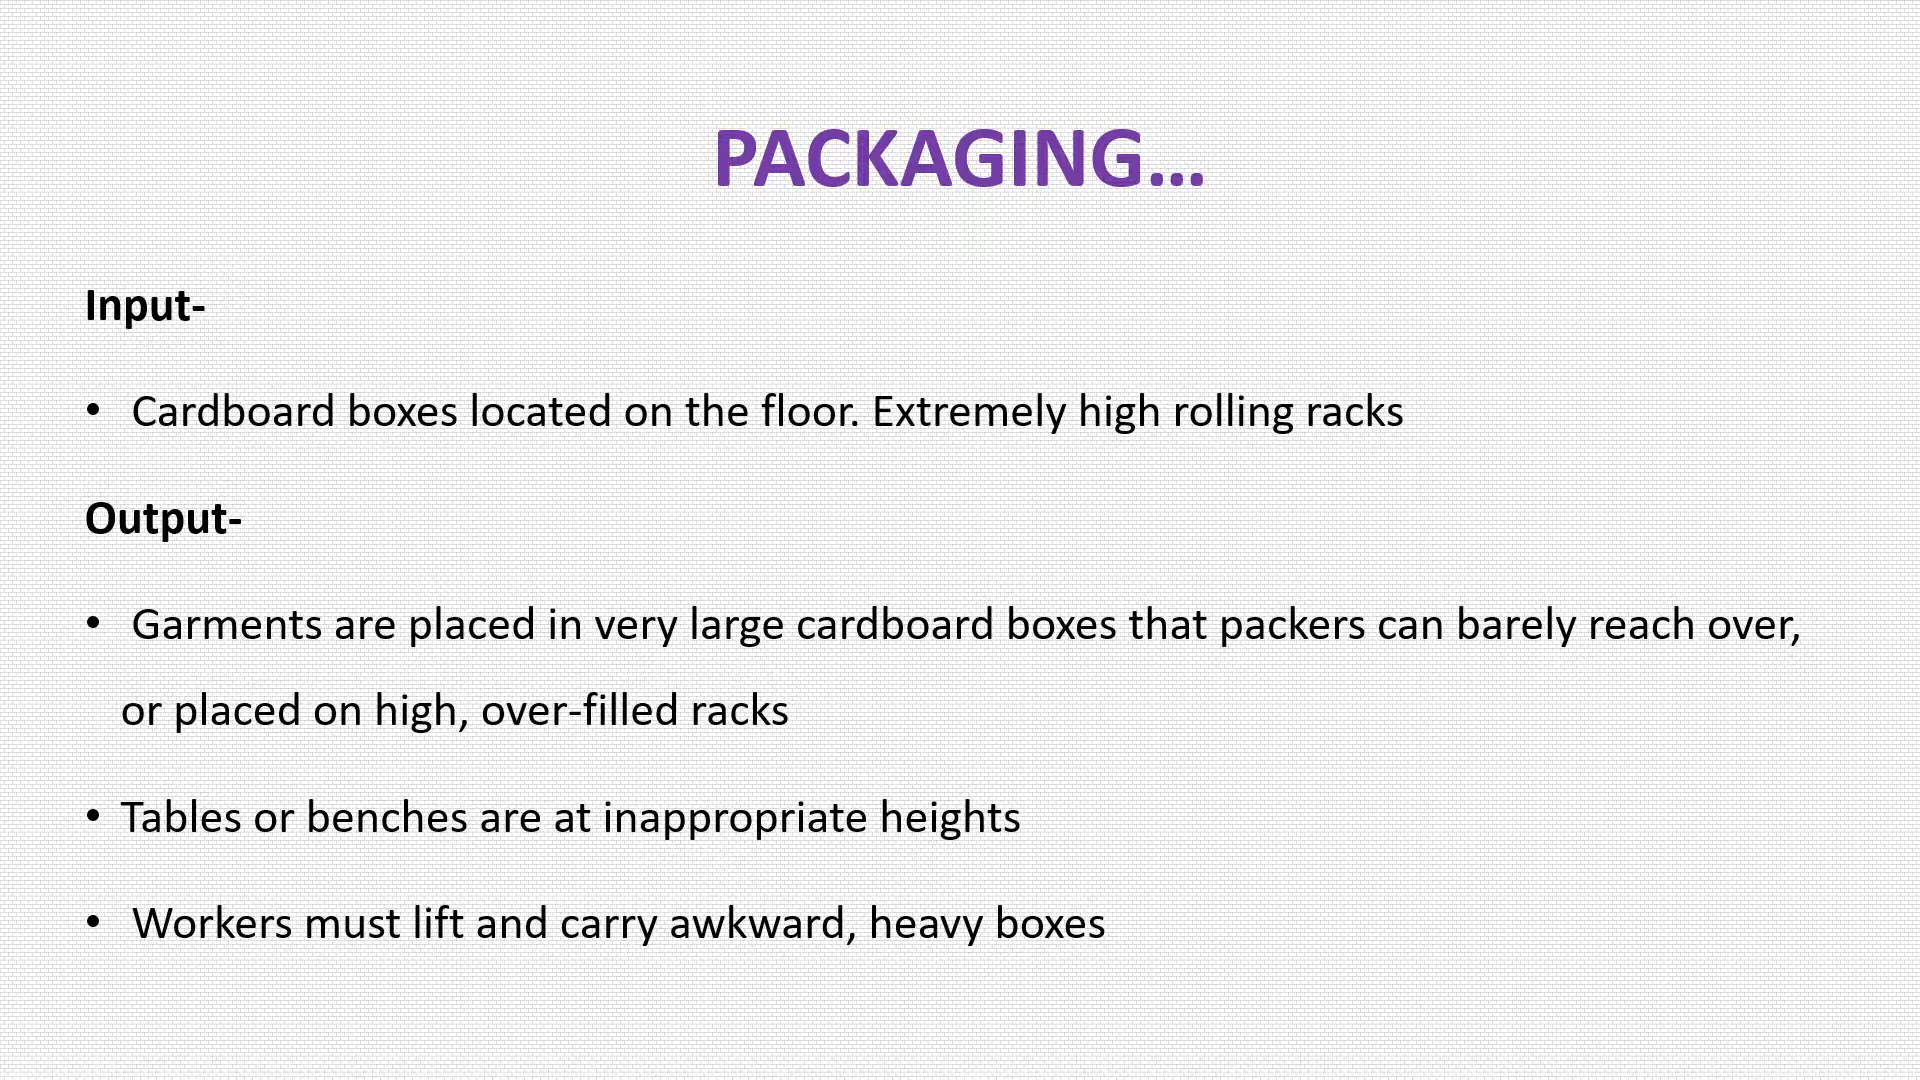 PACKAGING...
Input-
• Cardboard boxes located on the floor. Extremely high rolling racks
Output-
• Garments are placed in very large cardboard boxes that packers can barely reach over,
or placed on high, over-filled racks
• Tables or benches are at inappropriate heights
• Workers must lift and carry awkward, heavy boxes